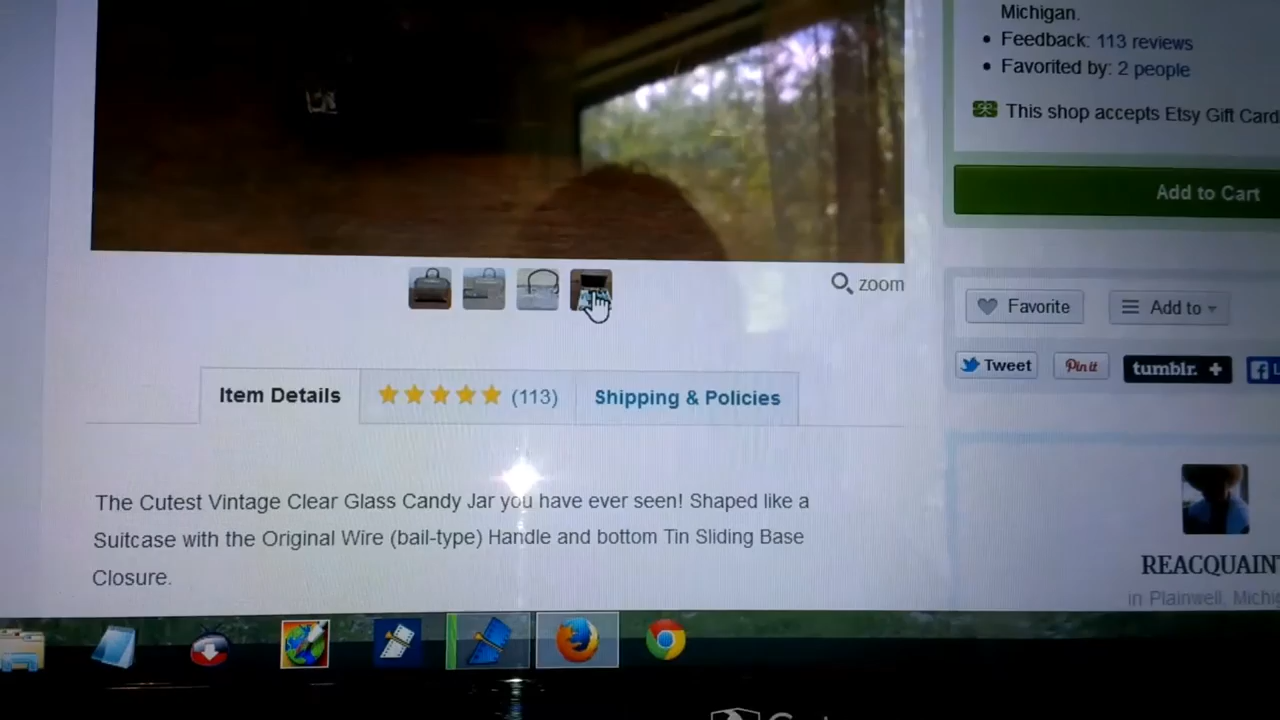 Michigan.
Feedback: 113 reviews
Favorited by: 2 people
This shop accepts Etsy Gift Card
Add to Cart
zoom
Favorite
Add to
Tweet
Pin it
tumblr. +
Item Details
(113)
Shipping & Policies
The Cutest Vintage Clear Glass Candy Jar you have ever seen! Shaped like a
Suitcase with the Original Wire (bail-type) Handle and bottom Tin Sliding Base
Closure.
REACQUAIN
in Plainwell, Michig